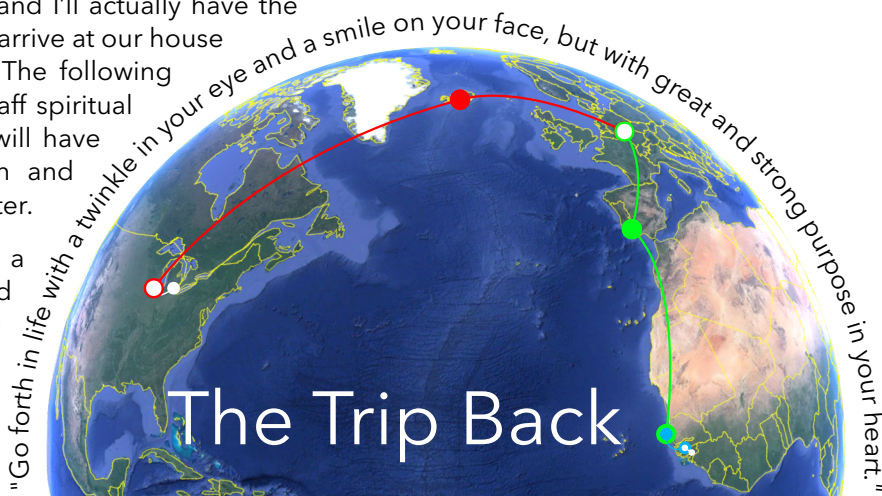 and I'll actually have the
arrive at our house
The following
aff spiritual
will have
n and
ter.
a
d
"Go forth in life with a twinkle in your eye and a smile on your face, but with great and strong purpose in your heart."
The Trip Back